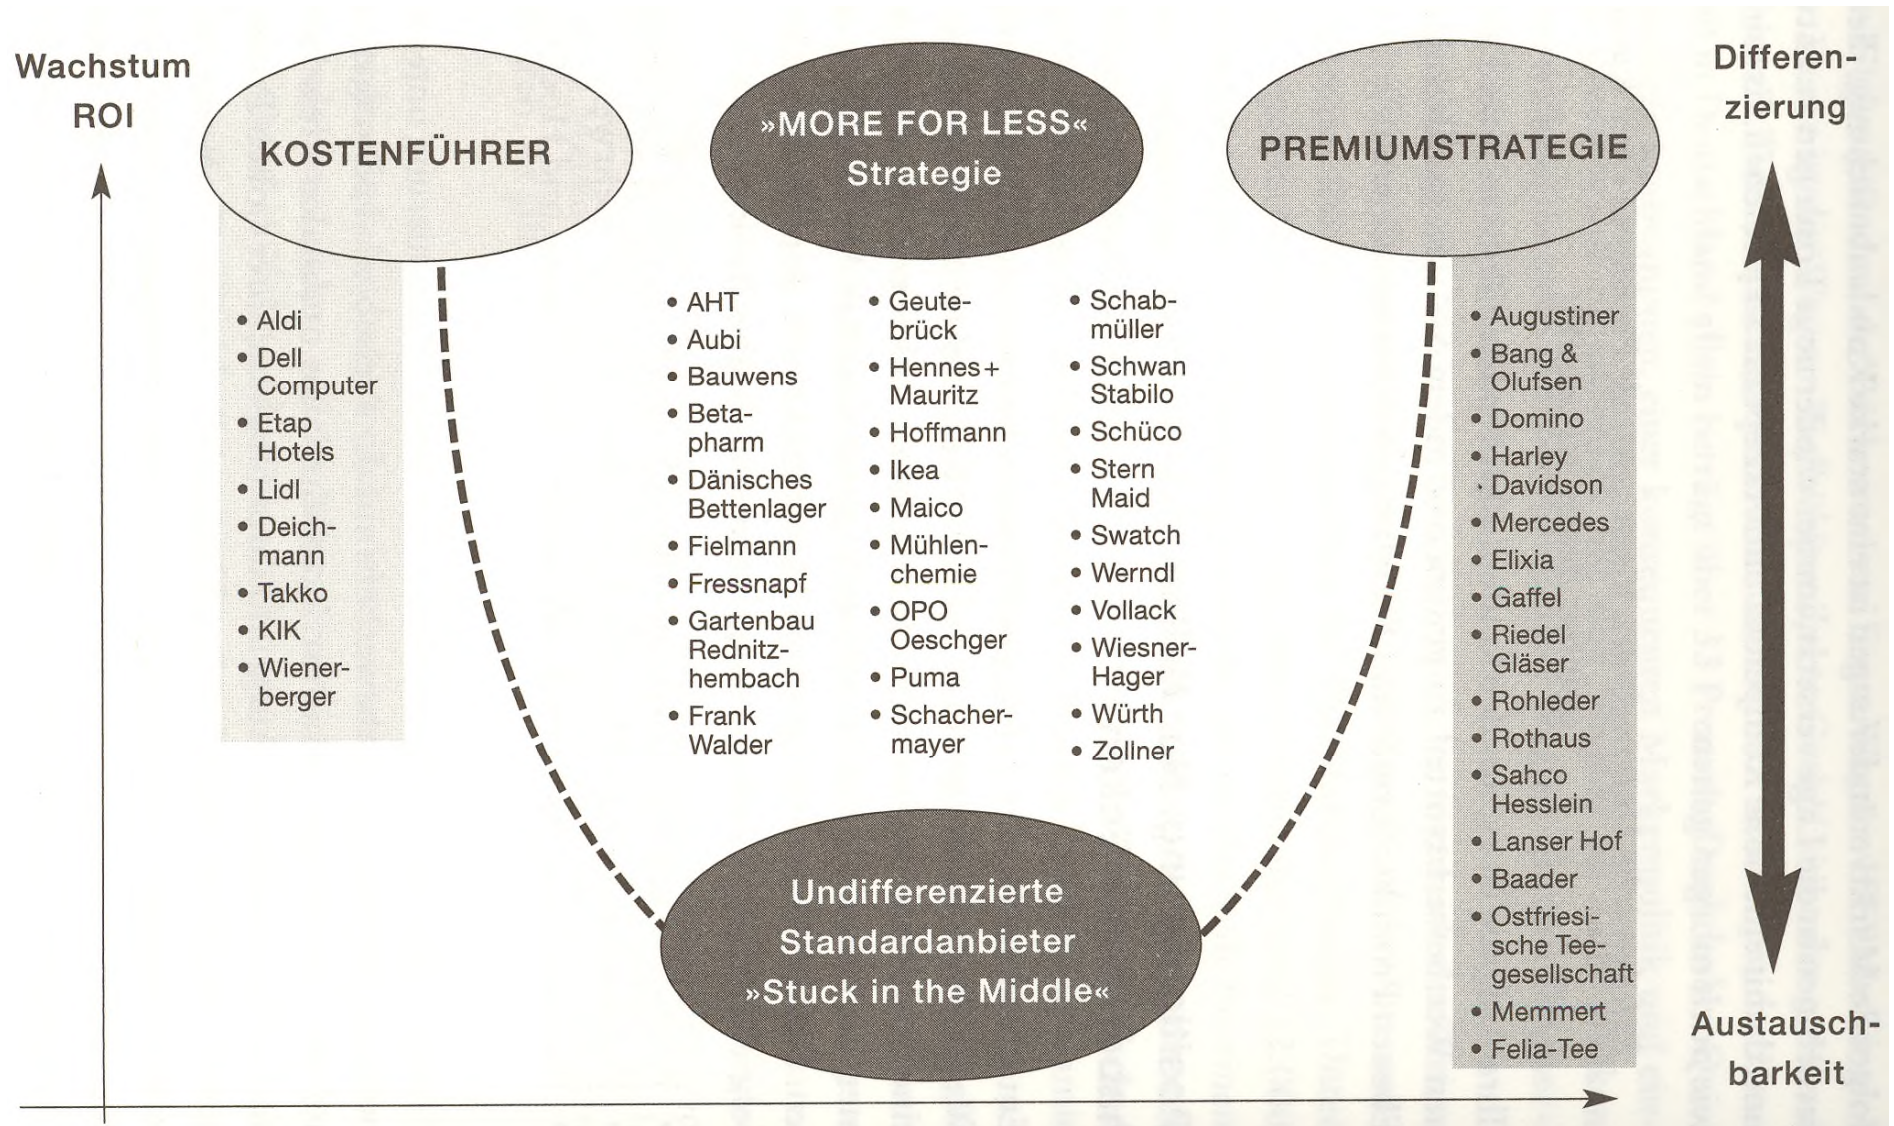 Wachstum
ROI
KOSTENFÜHRER
»MORE FOR LESS«
Strategie
PREMIUMSTRATEGIE
Differen-
zierung
• Aldi
• Dell
Computer
• Etap
Hotels
• Lidl
• Deich-
mann
• Takko
• KIK
• Wiener-
berger
• AHT
• Aubi
• Bauwens
• Beta-
pharm
• Dänisches
Bettenlager
• Fielmann
• Fressnapf
• Gartenbau
Rednitz-
hembach
• Frank
Walder
• Geute-
brück
• Hennes+
Mauritz
• Hoffmann
• Ikea
• Maico
• Mühlen-
chemie
• OPO
Oeschger
• Puma
• Schacher-
mayer
• Schab-
müller
• Schwan
Stabilo
• Schüco
• Stern
Maid
• Swatch
• Werndl
• Vollack
• Wiesner-
Hager
• Würth
• Zollner
• Augustiner
• Bang &
Olufsen
• Domino
• Harley
Davidson
• Mercedes
• Elixia
• Gaffel
• Riedel
Gläser
• Rohleder
• Rothaus
• Sahco
Hesslein
• Lanser Hof
• Baader
• Ostfriesi-
sche Tee-
gesellschaft
• Memmert
• Felia-Tee
Undifferenzierte
Standardanbieter
»Stuck in the Middle«
Austausch-
barkeit